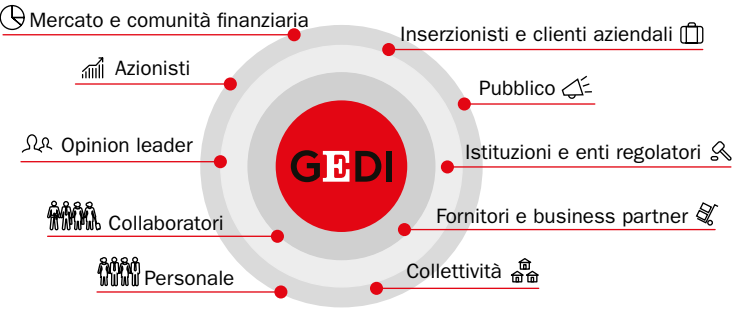 Mercato e comunità finanziaria
Azionisti
Opinion leader
Collaboratori
Personale
GEDI
Inserzionisti e clienti aziendali
Pubblico
Istituzioni e enti regolatori
Fornitori e business partner
Collettività